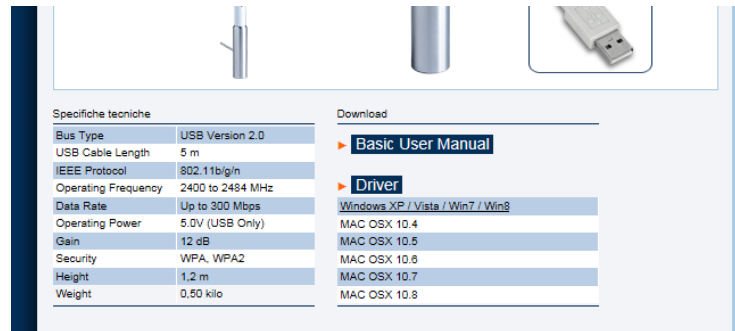 Specifiche tecniche
Bus Type USB Version 2.0
USB Cable Length 5 m
IEEE Protocol 802.11b/g/n
Operating Frequency 2400 to 2484 MHz
Data Rate Up to 300 Mbps
Operating Power 5.0V (USB Only)
Gain 12 dB
Security WPA, WPA2
Height 1,2 m
Weight 0,50 kilo
Download
Basic User Manual
Driver
Windows XP / Vista / Win7 / Win8
MAC OSX 10.4
MAC OSX 10.5
MAC OSX 10.6
MAC OSX 10.7
MAC OSX 10.8